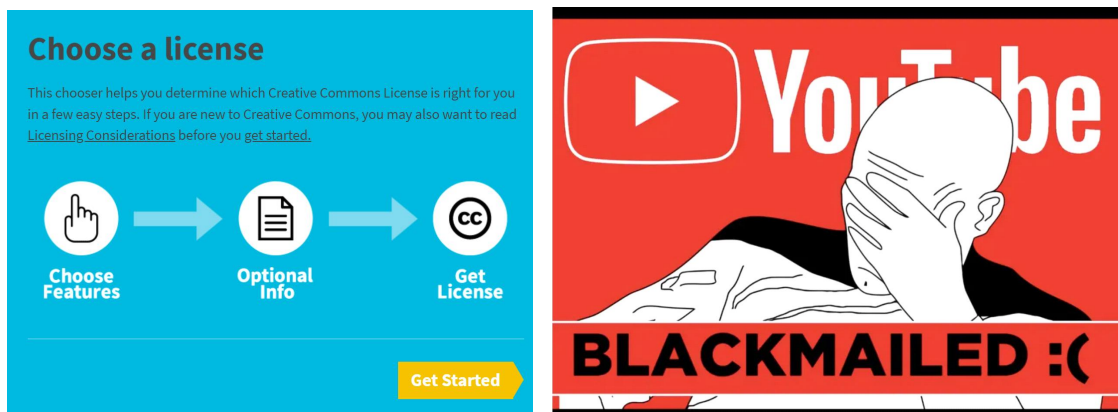 Choose a license
This chooser helps you determine which Creative Commons License is right for you
in a few easy steps. If you are new to Creative Commons, you may also want to read
Licensing Considerations before you get started.
Choose
Features
Optional
Info
Get
License
Get Started
YouTube
BLACKMAILED :(